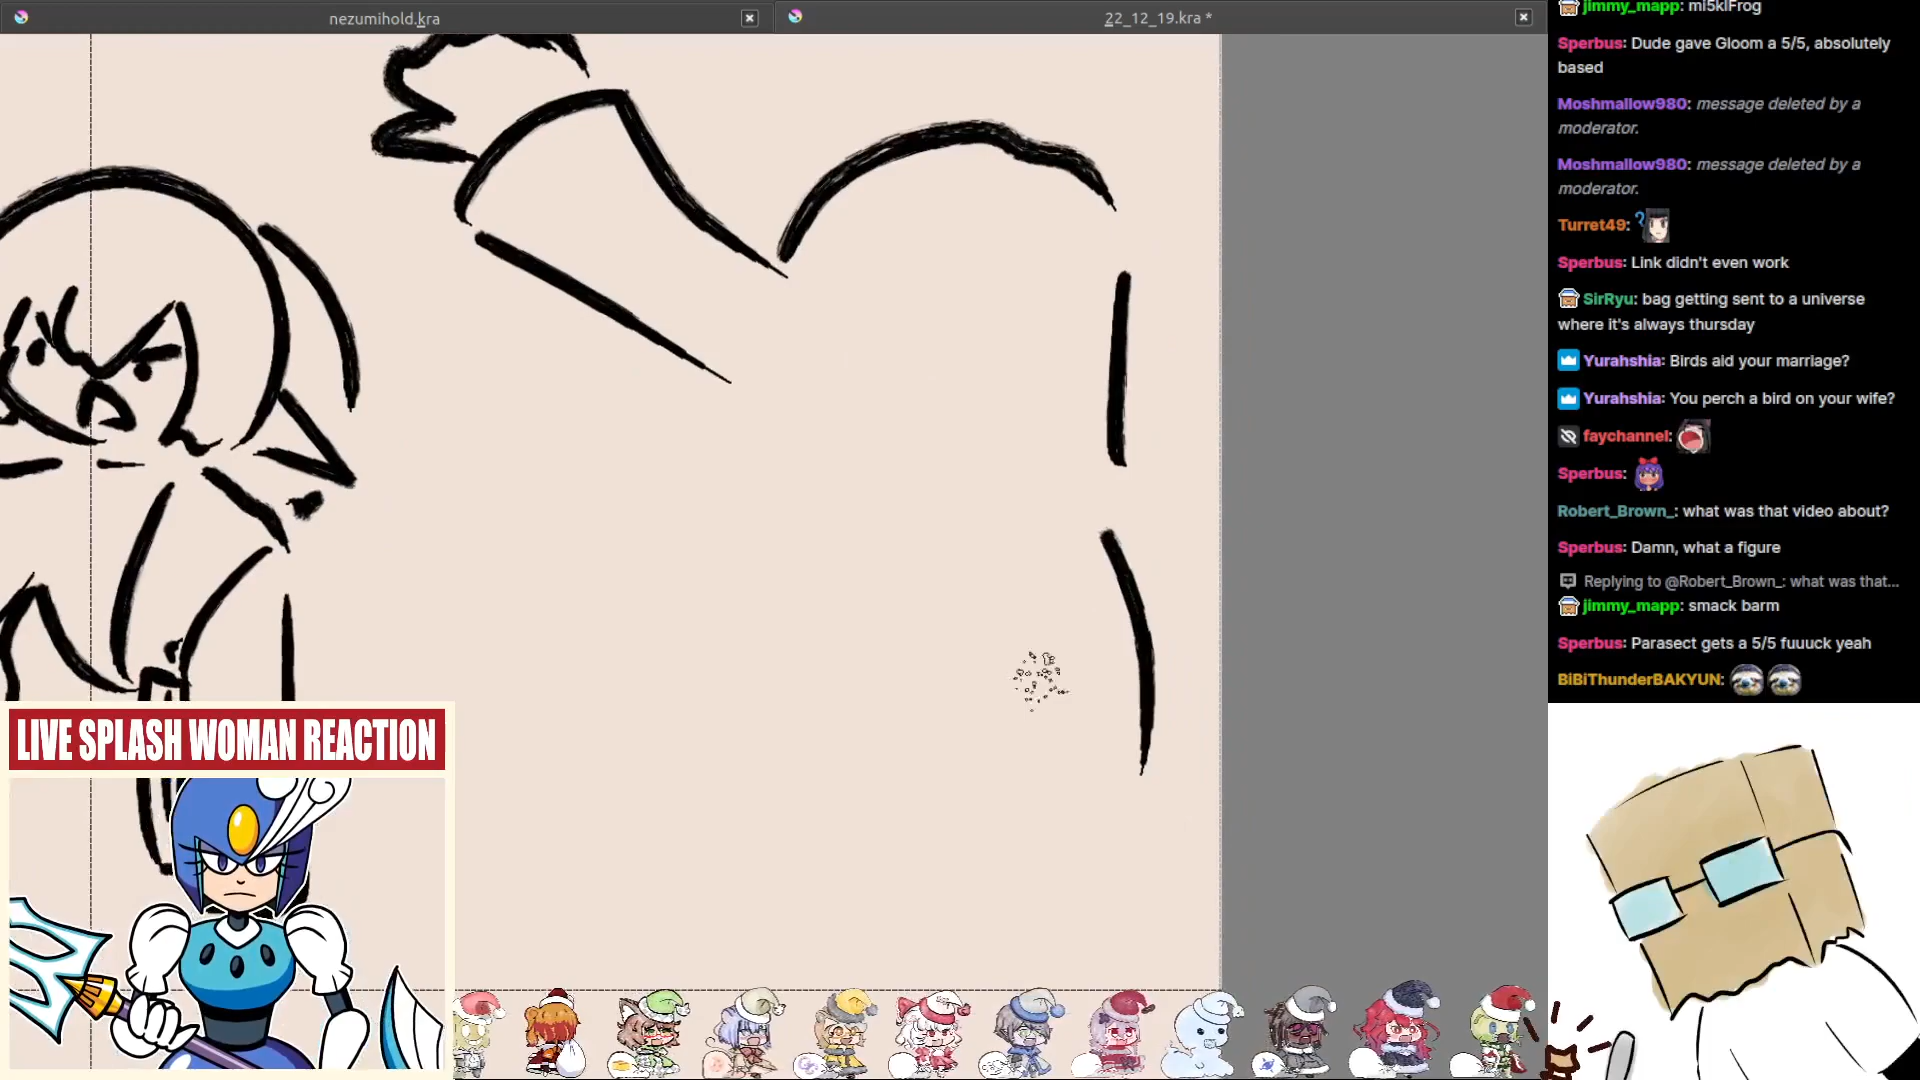 nezumihold.kra
22_12_19.kra *
jimmy_mapp: mi5klFrog
Sperbus: Dude gave Gloom a 5/5, absolutely
based
Moshmallow980: message deleted by a
moderator.
Moshmallow980: message deleted by a
moderator.
Turret49:
Sperbus: Link didn't even work
SirRyu: bag getting sent to a universe
where it's always thursday
Yurahshia: Birds aid your marriage?
Yurahshia: You perch a bird on your wife?
faychannel:
Sperbus:
Robert_Brown_: what was that video about?
Sperbus: Damn, what a figure
Replying to @Robert_Brown_: what was that...
jimmy_mapp: smack barm
Sperbus: Parasect gets a 5/5 fuuuck yeah
BiBiThunderBAKYUN:
LIVE SPLASH WOMAN REACTION